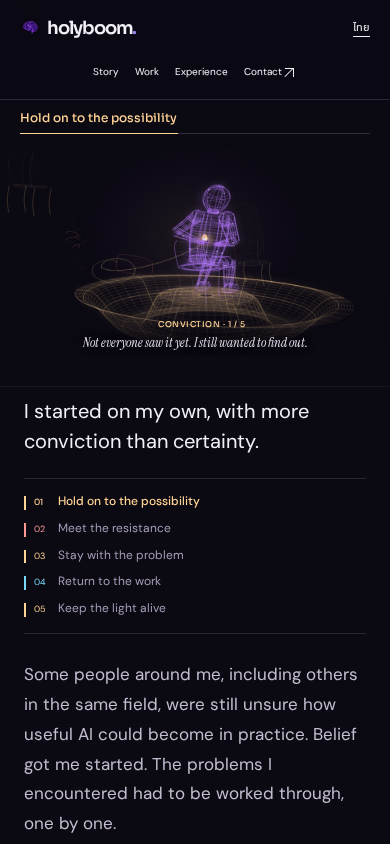 holyboom.
ไทย
Story Work Experience Contact
Hold on to the possibility
CONVICTION · 1 / 5
Not everyone saw it yet. I still wanted to find out.
I started on my own, with more
conviction than certainty.
01 Hold on to the possibility
02 Meet the resistance
03 Stay with the problem
04 Return to the work
05 Keep the light alive
Some people around me, including others
in the same field, were still unsure how
useful AI could become in practice. Belief
got me started. The problems I
encountered had to be worked through,
one by one.